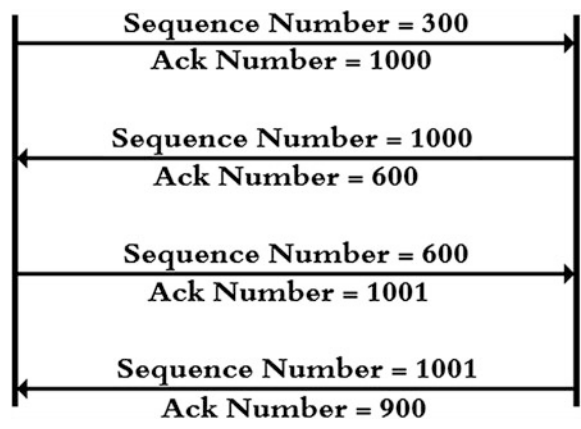 Sequence Number = 300
Ack Number = 1000
Sequence Number = 1000
Ack Number = 600
Sequence Number = 600
Ack Number = 1001
Sequence Number = 1001
Ack Number = 900